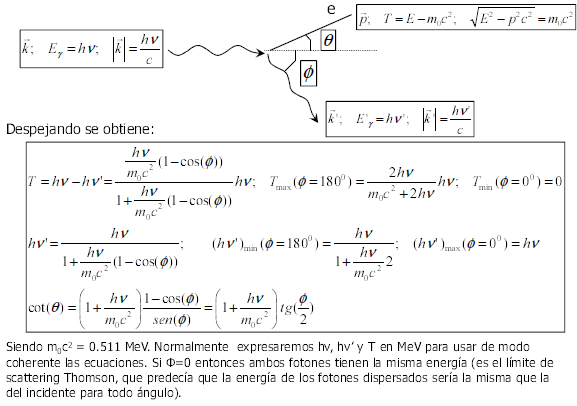 e
p⃗;   T = E − m₀c²;   √(E² − p²c²) = m₀c²
k⃗;   E_γ = hν;   |k⃗| = hν/c
θ
ϕ
k⃗';   E'_γ = hν';   |k⃗'| = hν'/c
Despejando se obtiene:
T = hν − hν' = ((hν/m₀c²)(1−cos(ϕ)))/(1 + (hν/m₀c²)(1−cos(ϕ))) hν;   T_max(ϕ = 180⁰) = (2hν/(m₀c² + 2hν)) hν;   T_min(ϕ = 0⁰) = 0
hν' = hν/(1 + (hν/m₀c²)(1−cos(ϕ)));   (hν')_min(ϕ = 180⁰) = hν/(1 + (hν/m₀c²)2);   (hν')_max(ϕ = 0⁰) = hν
cot(θ) = (1 + hν/m₀c²) (1−cos(ϕ))/sen(ϕ) = (1 + hν/m₀c²) tg(ϕ/2)
Siendo m₀c² = 0.511 MeV. Normalmente expresaremos hν, hν' y T en MeV para usar de modo
coherente las ecuaciones. Si Φ=0 entonces ambos fotones tienen la misma energía (es el límite de
scattering Thomson, que predecía que la energía de los fotones dispersados sería la misma que la
del incidente para todo ángulo).